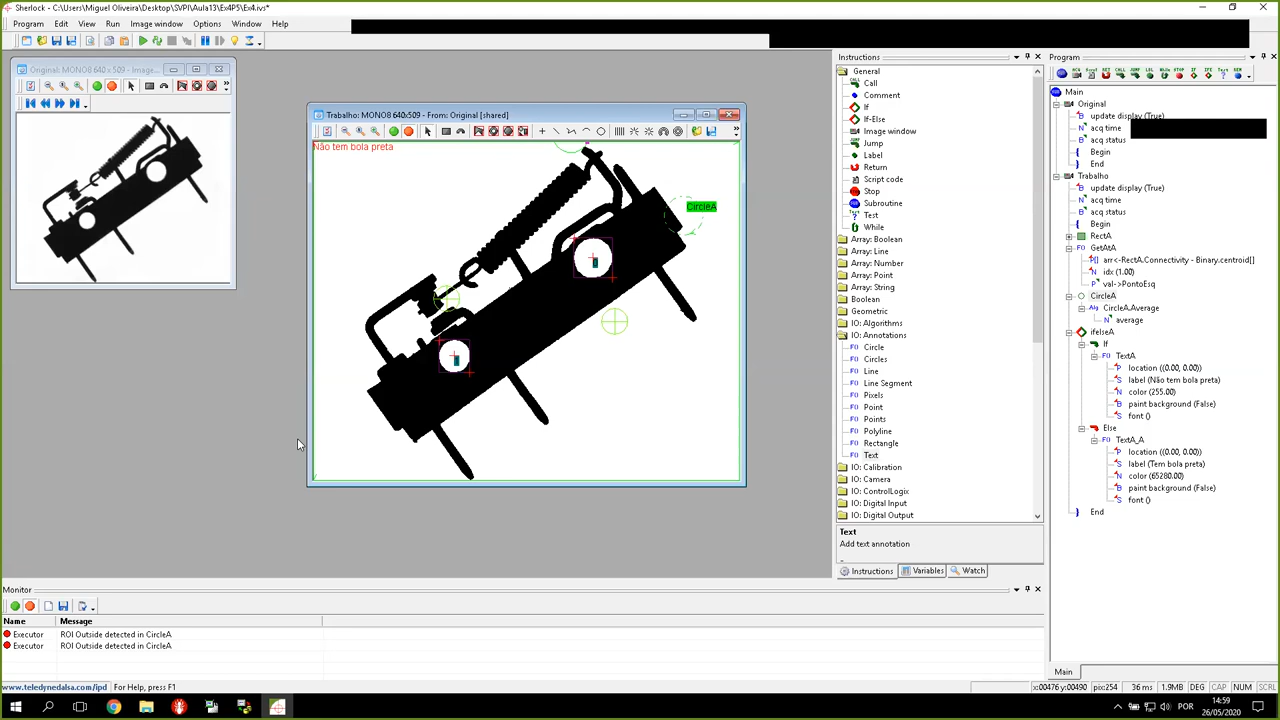 Sherlock - C:\Users\Miguel Oliveira\Desktop\SVPI\Aula13\Ex4P5\Ex4.ivs*
Program Edit View Run Image window Options Window Help
Original: MONO8 640 x 509 - Image...
Trabalho: MONO8 640x509 - From: Original [shared]
Não tem bola preta
CircleA
Instructions
General
Call
Comment
If
If-Else
Image window
Jump
Label
Return
Script code
Stop
Subroutine
Test
While
Array: Boolean
Array: Line
Array: Number
Array: Point
Array: String
Boolean
Geometric
IO: Algorithms
IO: Annotations
Circle
Circles
Line
Line Segment
Pixels
Point
Points
Polyline
Rectangle
Text
IO: Calibration
IO: Camera
IO: ControlLogix
IO: Digital Input
IO: Digital Output
Text
Add text annotation
Instructions Variables Watch
Program
Main
Original
update display (True)
acq time
acq status
Begin
End
Trabalho
update display (True)
acq time
acq status
Begin
RectA
GetAtA
arr<-RectA.Connectivity - Binary.centroid[]
idx (1.00)
val->PontoEsq
CircleA
CircleA.Average
average
ifelseA
If
TextA
location ((0.00, 0.00))
label (Não tem bola preta)
color (255.00)
paint background (False)
font ()
Else
TextA_A
location ((0.00, 0.00))
label (Tem bola preta)
color (65280.00)
paint background (False)
font ()
End
Main
Monitor
Name Message
Executor ROI Outside detected in CircleA
Executor ROI Outside detected in CircleA
www.teledynedalsa.com/ipd For Help, press F1
x:00476 y:00490 pix:254 36 ms 1.9MB DEG CAP NUM SCRL
POR
14:59
26/05/2020